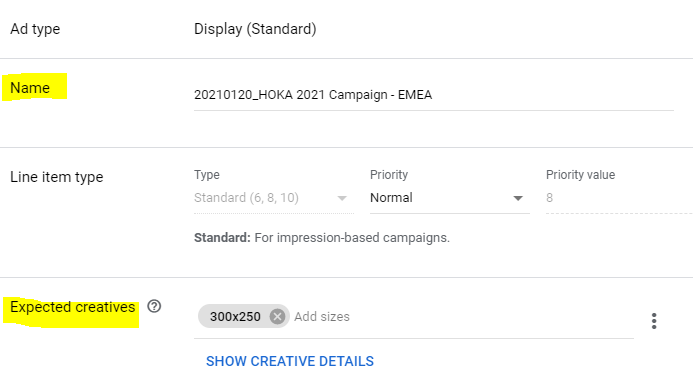 Ad type
Display (Standard)
Name
20210120_HOKA 2021 Campaign - EMEA
Line item type
Type
Priority
Priority value
Standard (6, 8, 10)
Normal
8
Standard: For impression-based campaigns.
Expected creatives
300x250
Add sizes
SHOW CREATIVE DETAILS